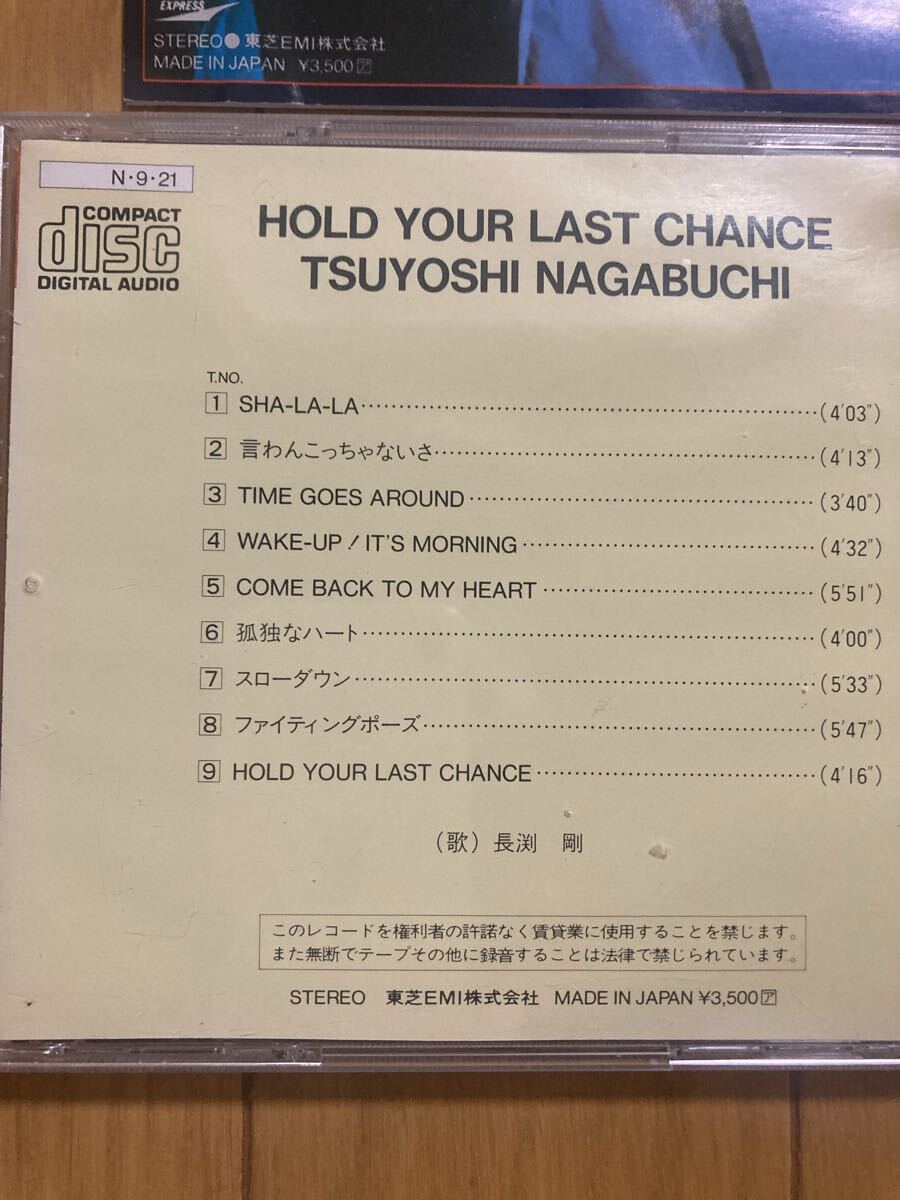 EXPRESS
STEREO● 東芝EMI株式会社
MADE IN JAPAN ¥3,500ア
N・9・21
COMPACT
disc
DIGITAL AUDIO
HOLD YOUR LAST CHANCE
TSUYOSHI NAGABUCHI
T.NO.
1 SHA-LA-LA (4′03″)
2 言わんこっちゃないさ (4′13″)
3 TIME GOES AROUND (3′40″)
4 WAKE-UP! IT'S MORNING (4′32″)
5 COME BACK TO MY HEART (5′51″)
6 孤独なハート (4′00″)
7 スローダウン (5′33″)
8 ファイティングポーズ (5′47″)
9 HOLD YOUR LAST CHANCE (4′16″)
(歌) 長渕 剛
このレコードを権利者の許諾なく賃貸業に使用することを禁じます。
また無断でテープその他に録音することは法律で禁じられています。
STEREO 東芝EMI株式会社 MADE IN JAPAN ¥3,500ア